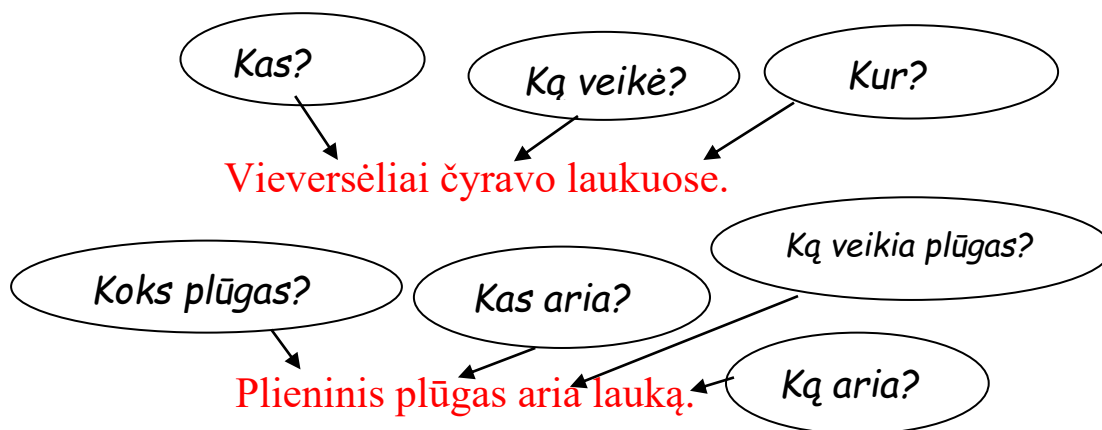 Kas?
Ką veikė?
Kur?
Vieversėliai čyravo laukuose.
Ką veikia plūgas?
Koks plūgas?
Kas aria?
Plieninis plūgas aria lauką.
Ką aria?